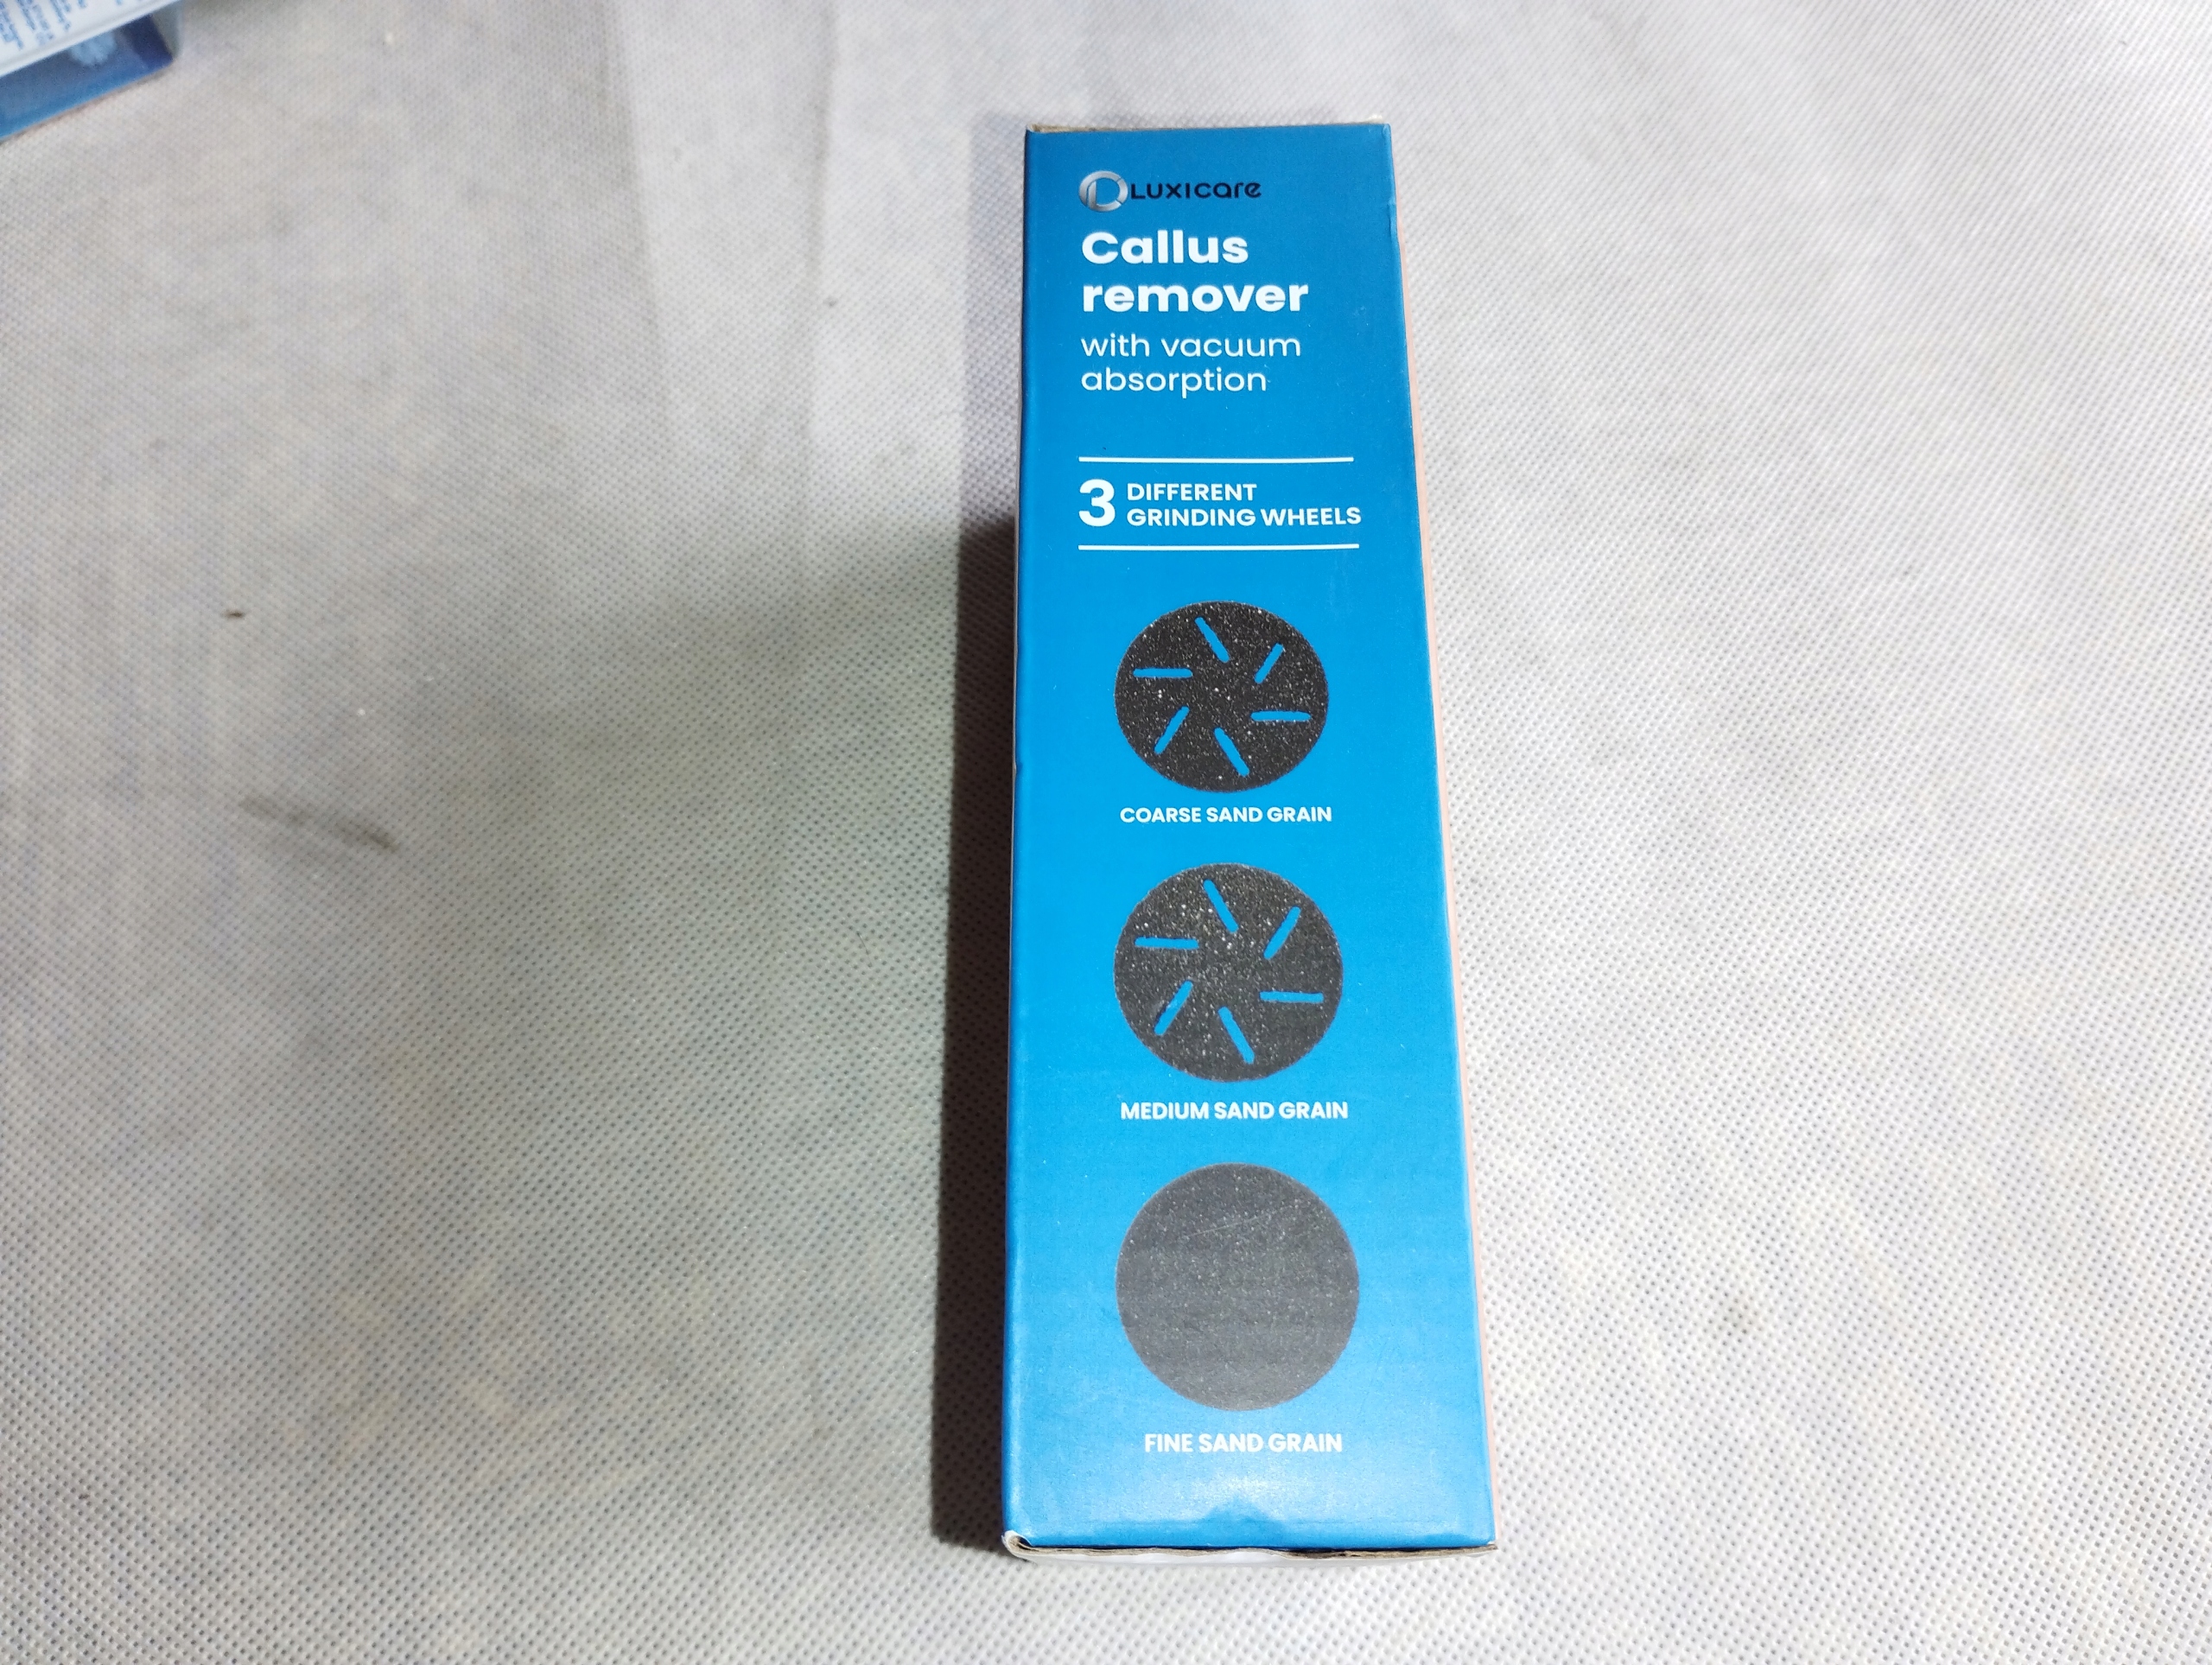 LUXICARE
Callus
remover
with vacuum
absorption
3 DIFFERENT
GRINDING WHEELS
COARSE SAND GRAIN
MEDIUM SAND GRAIN
FINE SAND GRAIN